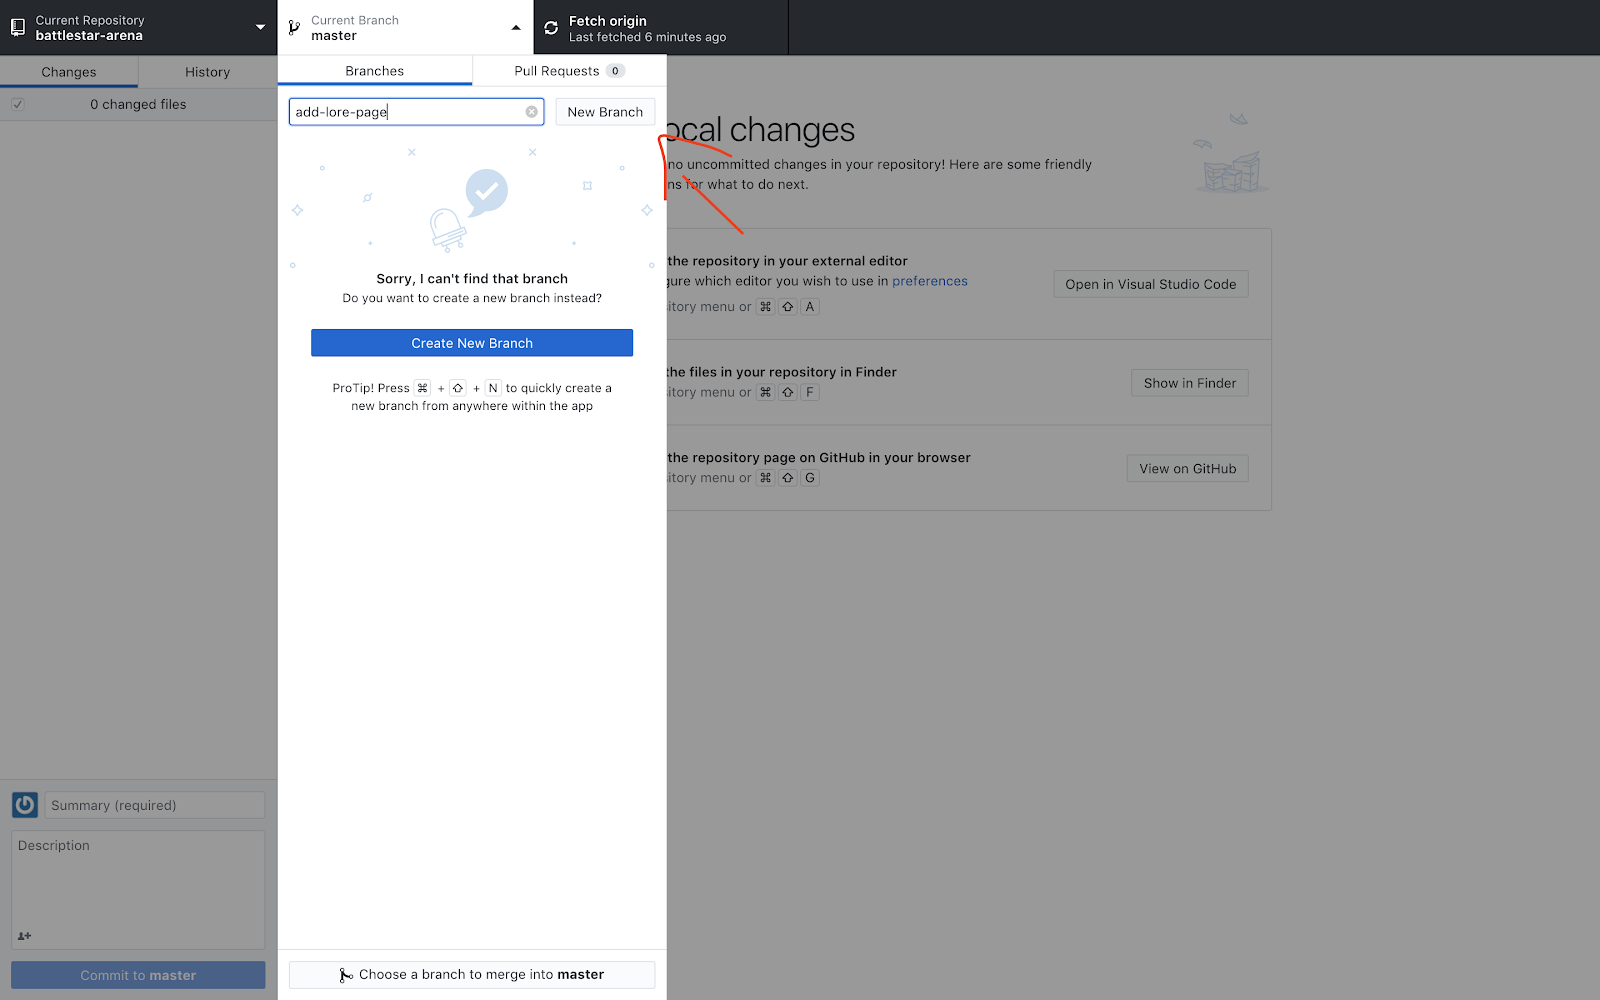 Current Repository
battlestar-arena
Current Branch
master
Fetch origin
Last fetched 6 minutes ago
Changes
History
0 changed files
Branches
Pull Requests 0
add-lore-page
New Branch
Sorry, I can't find that branch
Do you want to create a new branch instead?
Create New Branch
ProTip! Press ⌘ + ⇧ + N to quickly create a
new branch from anywhere within the app
Choose a branch to merge into master
ocal changes
no uncommitted changes in your repository! Here are some friendly
ns for what to do next.
the repository in your external editor
gure which editor you wish to use in preferences
itory menu or ⌘ ⇧ A
Open in Visual Studio Code
the files in your repository in Finder
itory menu or ⌘ ⇧ F
Show in Finder
the repository page on GitHub in your browser
itory menu or ⌘ ⇧ G
View on GitHub
Summary (required)
Description
Commit to master